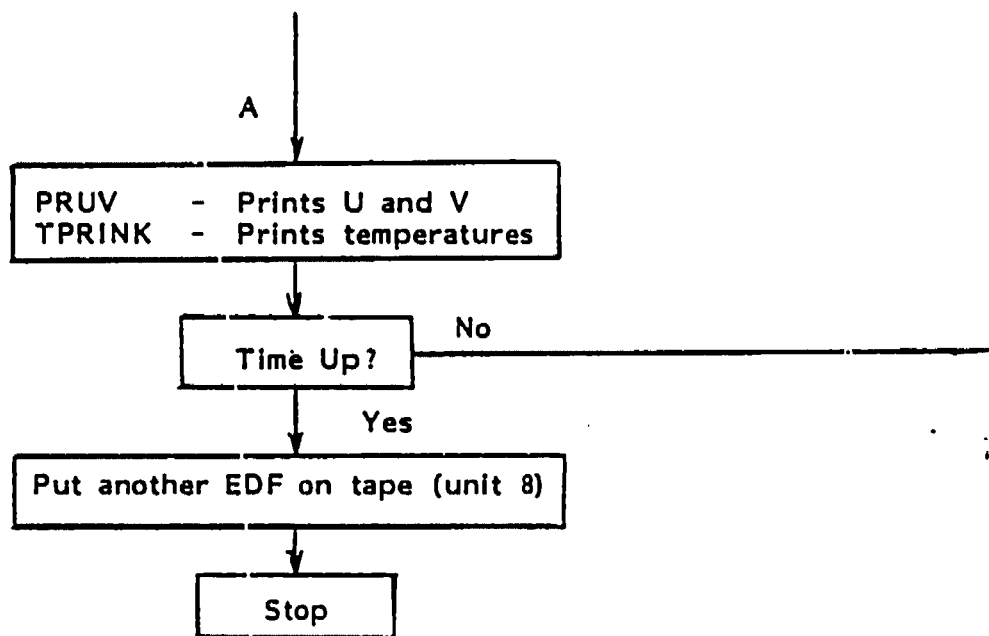 A
PRUV - Prints U and V
TPRINK - Prints temperatures
Time Up?
No
Yes
Put another EDF on tape (unit 8)
Stop